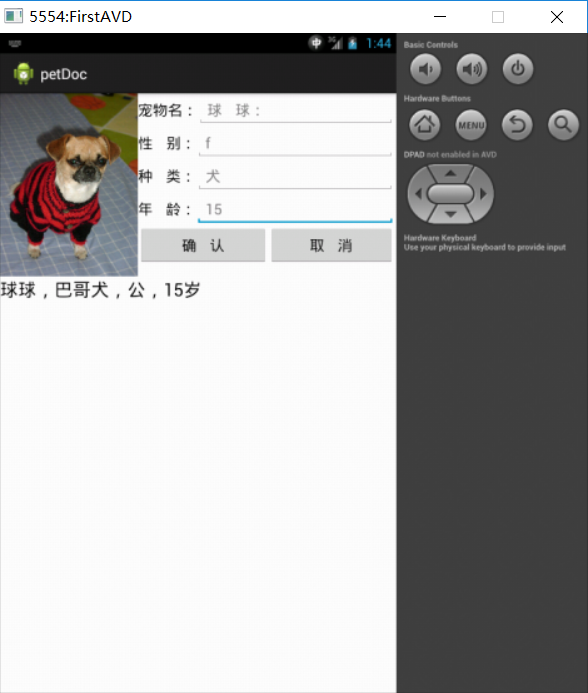 5554:FirstAVD
3G 1:44
petDoc
宠物名： 球 球：
性 别： f
种 类： 犬
年 龄： 15
确 认 取 消
球球，巴哥犬，公，15岁
Basic Controls
Hardware Buttons
MENU
DPAD not enabled in AVD
Hardware Keyboard
Use your physical keyboard to provide input